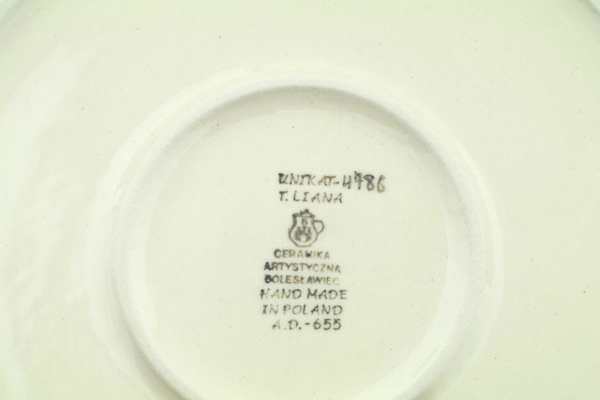 UNIKAT-4786
T. LIANA
CERAMIKA
ARTYSTYCZNA
BOLESŁAWIEC
HAND MADE
IN POLAND
A.D.-655